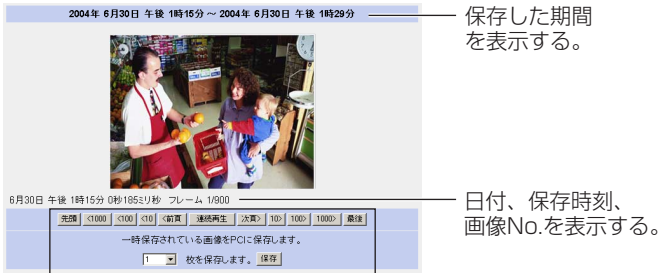 2004年 6月30日 午後 1時15分 ~ 2004年 6月30日 午後 1時29分
保存した期間
を表示する。
6月30日 午後 1時15分 0秒185ミリ秒 フレーム 1/900
日付、保存時刻、
画像No.を表示する。
先頭 <1000 <100 <10 <前頁 連続再生 次頁> 10> 100> 1000> 最後
一時保存されている画像をPCに保存します。
1 枚を保存します。 保存